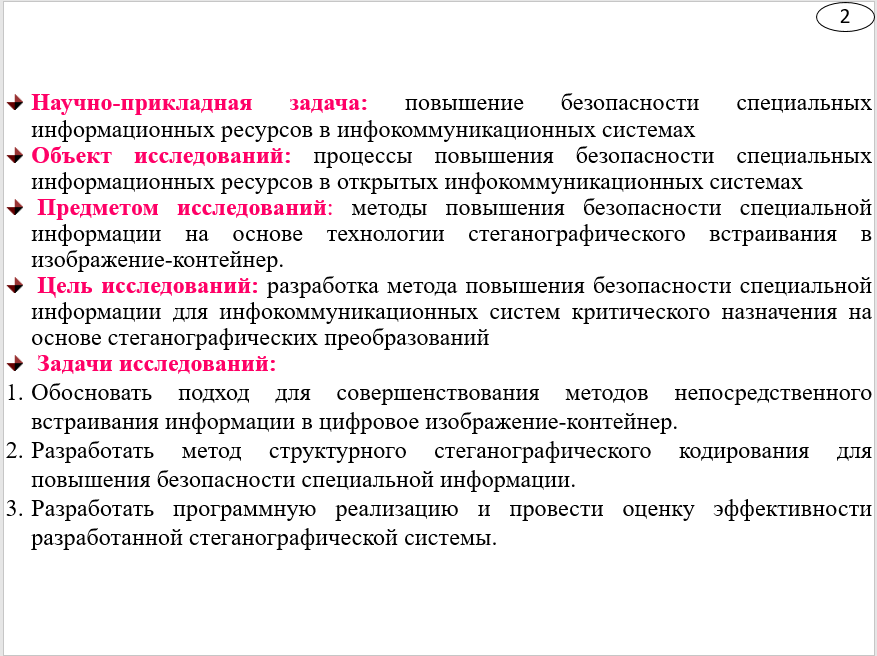 2
Научно-прикладная задача: повышение безопасности специальных
информационных ресурсов в инфокоммуникационных системах
Объект исследований: процессы повышения безопасности специальных
информационных ресурсов в открытых инфокоммуникационных системах
Предметом исследований: методы повышения безопасности специальной
информации на основе технологии стеганографического встраивания в
изображение-контейнер.
Цель исследований: разработка метода повышения безопасности специальной
информации для инфокоммуникационных систем критического назначения на
основе стеганографических преобразований
Задачи исследований:
1. Обосновать подход для совершенствования методов непосредственного
встраивания информации в цифровое изображение-контейнер.
2. Разработать метод структурного стеганографического кодирования для
повышения безопасности специальной информации.
3. Разработать программную реализацию и провести оценку эффективности
разработанной стеганографической системы.